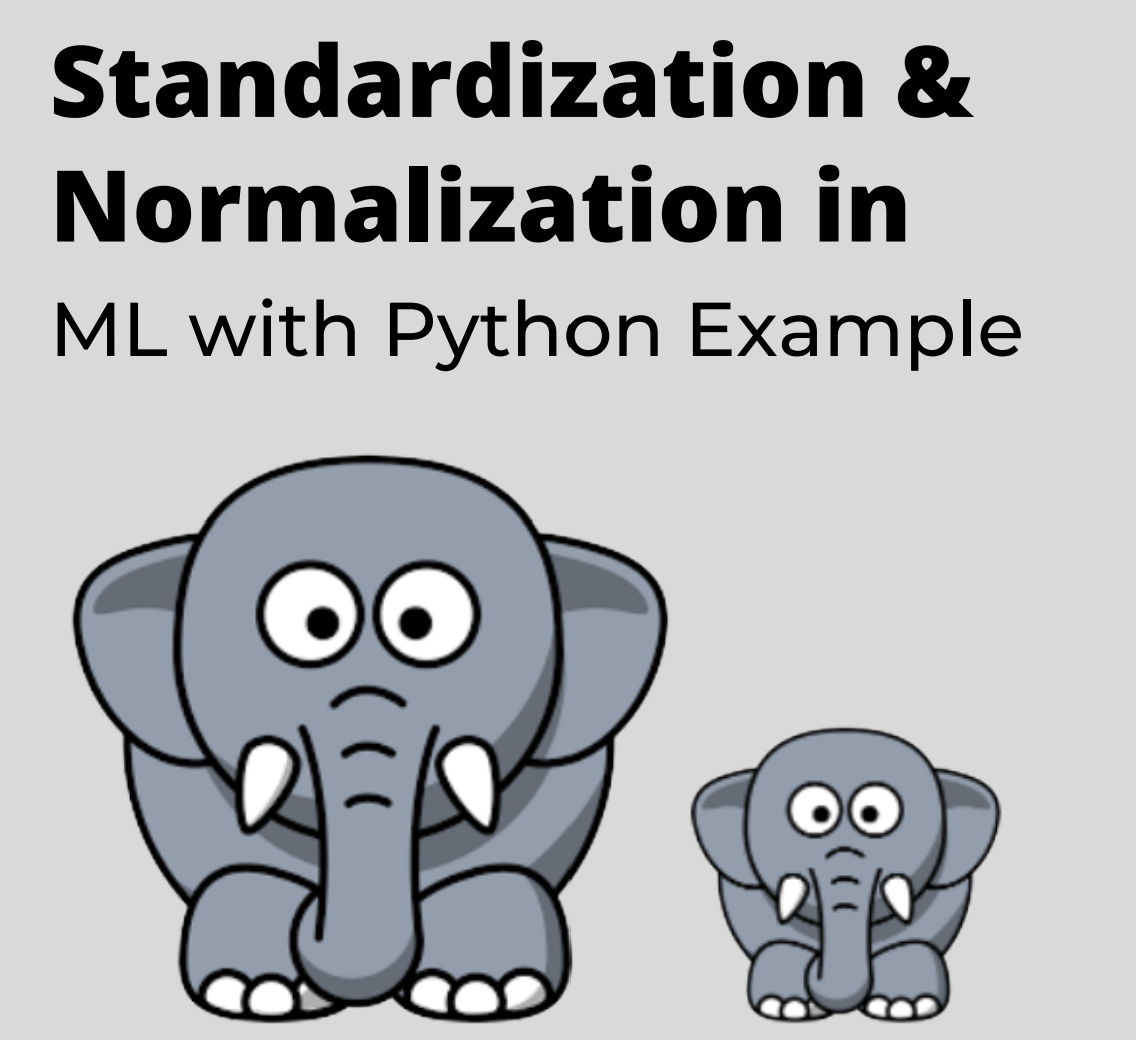 Standardization &
Normalization in
ML with Python Example